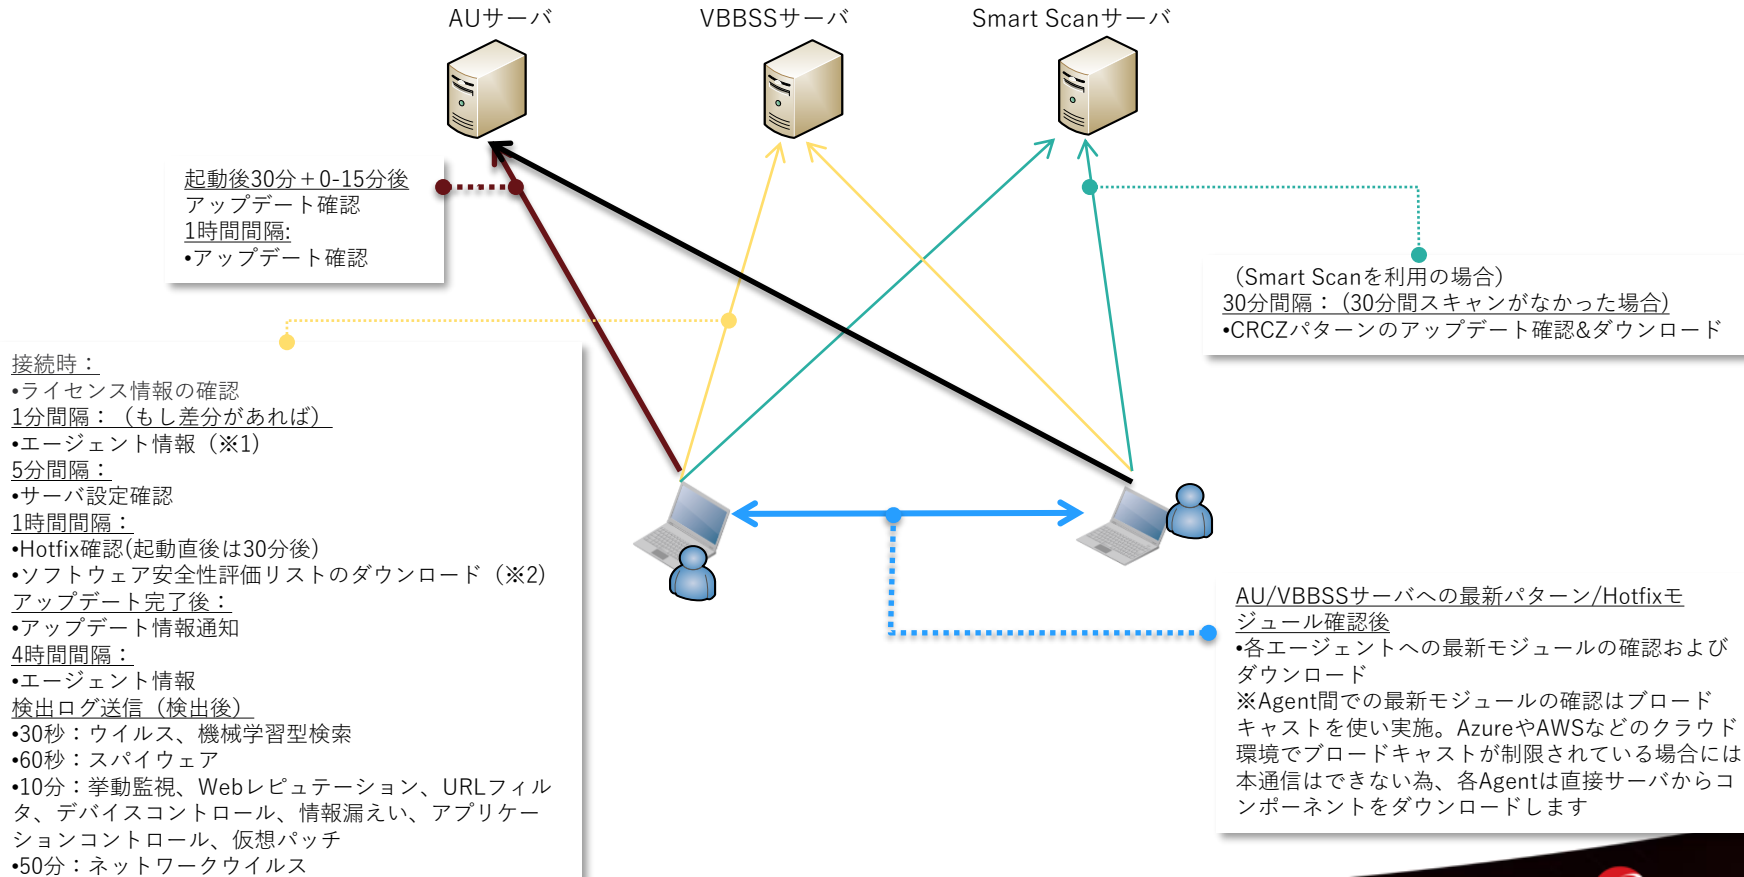 AUサーバ
VBBSSサーバ
Smart Scanサーバ
起動後30分＋0-15分後
アップデート確認
1時間間隔:
•アップデート確認
（Smart Scanを利用の場合）
30分間隔： (30分間スキャンがなかった場合)
•CRCZパターンのアップデート確認&ダウンロード
接続時：
•ライセンス情報の確認
1分間隔：（もし差分があれば）
•エージェント情報（※1)
5分間隔：
•サーバ設定確認
1時間間隔：
•Hotfix確認(起動直後は30分後)
•ソフトウェア安全性評価リストのダウンロード（※2)
アップデート完了後：
•アップデート情報通知
4時間間隔：
•エージェント情報
検出ログ送信（検出後）
•30秒：ウイルス、機械学習型検索
•60秒：スパイウェア
•10分：挙動監視、Webレピュテーション、URLフィル
タ、デバイスコントロール、情報漏えい、アプリケー
ションコントロール、仮想パッチ
•50分：ネットワークウイルス
AU/VBBSSサーバへの最新パターン/Hotfixモ
ジュール確認後
•各エージェントへの最新モジュールの確認および
ダウンロード
※Agent間での最新モジュールの確認はブロード
キャストを使い実施。AzureやAWSなどのクラウド
環境でブロードキャストが制限されている場合には
本通信はできない為、各Agentは直接サーバからコ
ンポーネントをダウンロードします